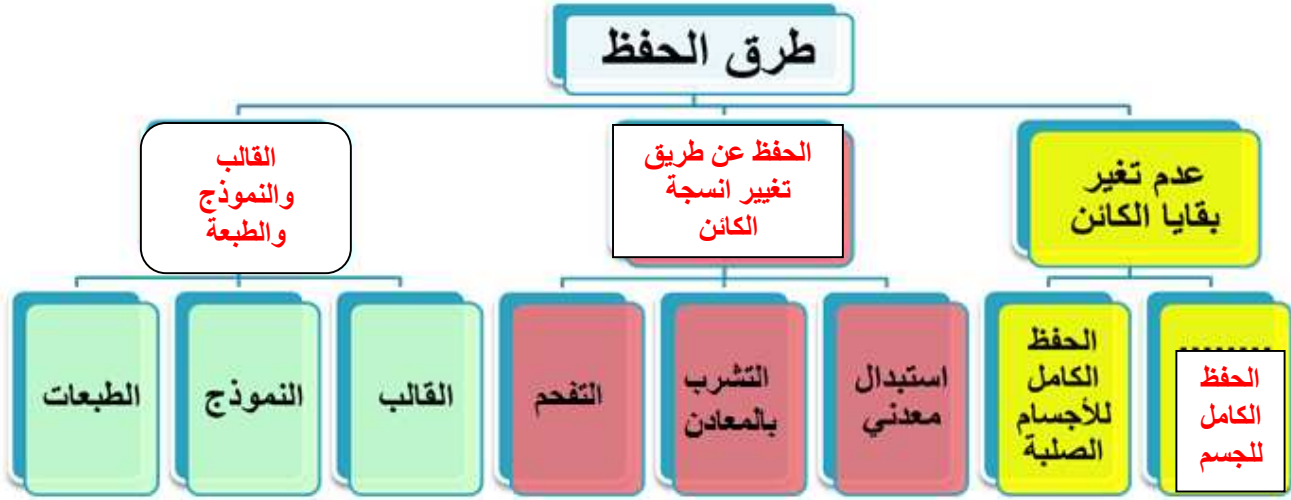 طرق الحفظ
عدم تغير
بقايا الكائن
الحفظ عن طريق
تغيير انسجة
الكائن
القالب
والنموذج
والطبعة
........
الحفظ
الكامل
للجسم
الحفظ
الكامل
للأجسام
الصلبة
استبدال
معدني
التشرب
بالمعادن
التفحم
القالب
النموذج
الطبعات